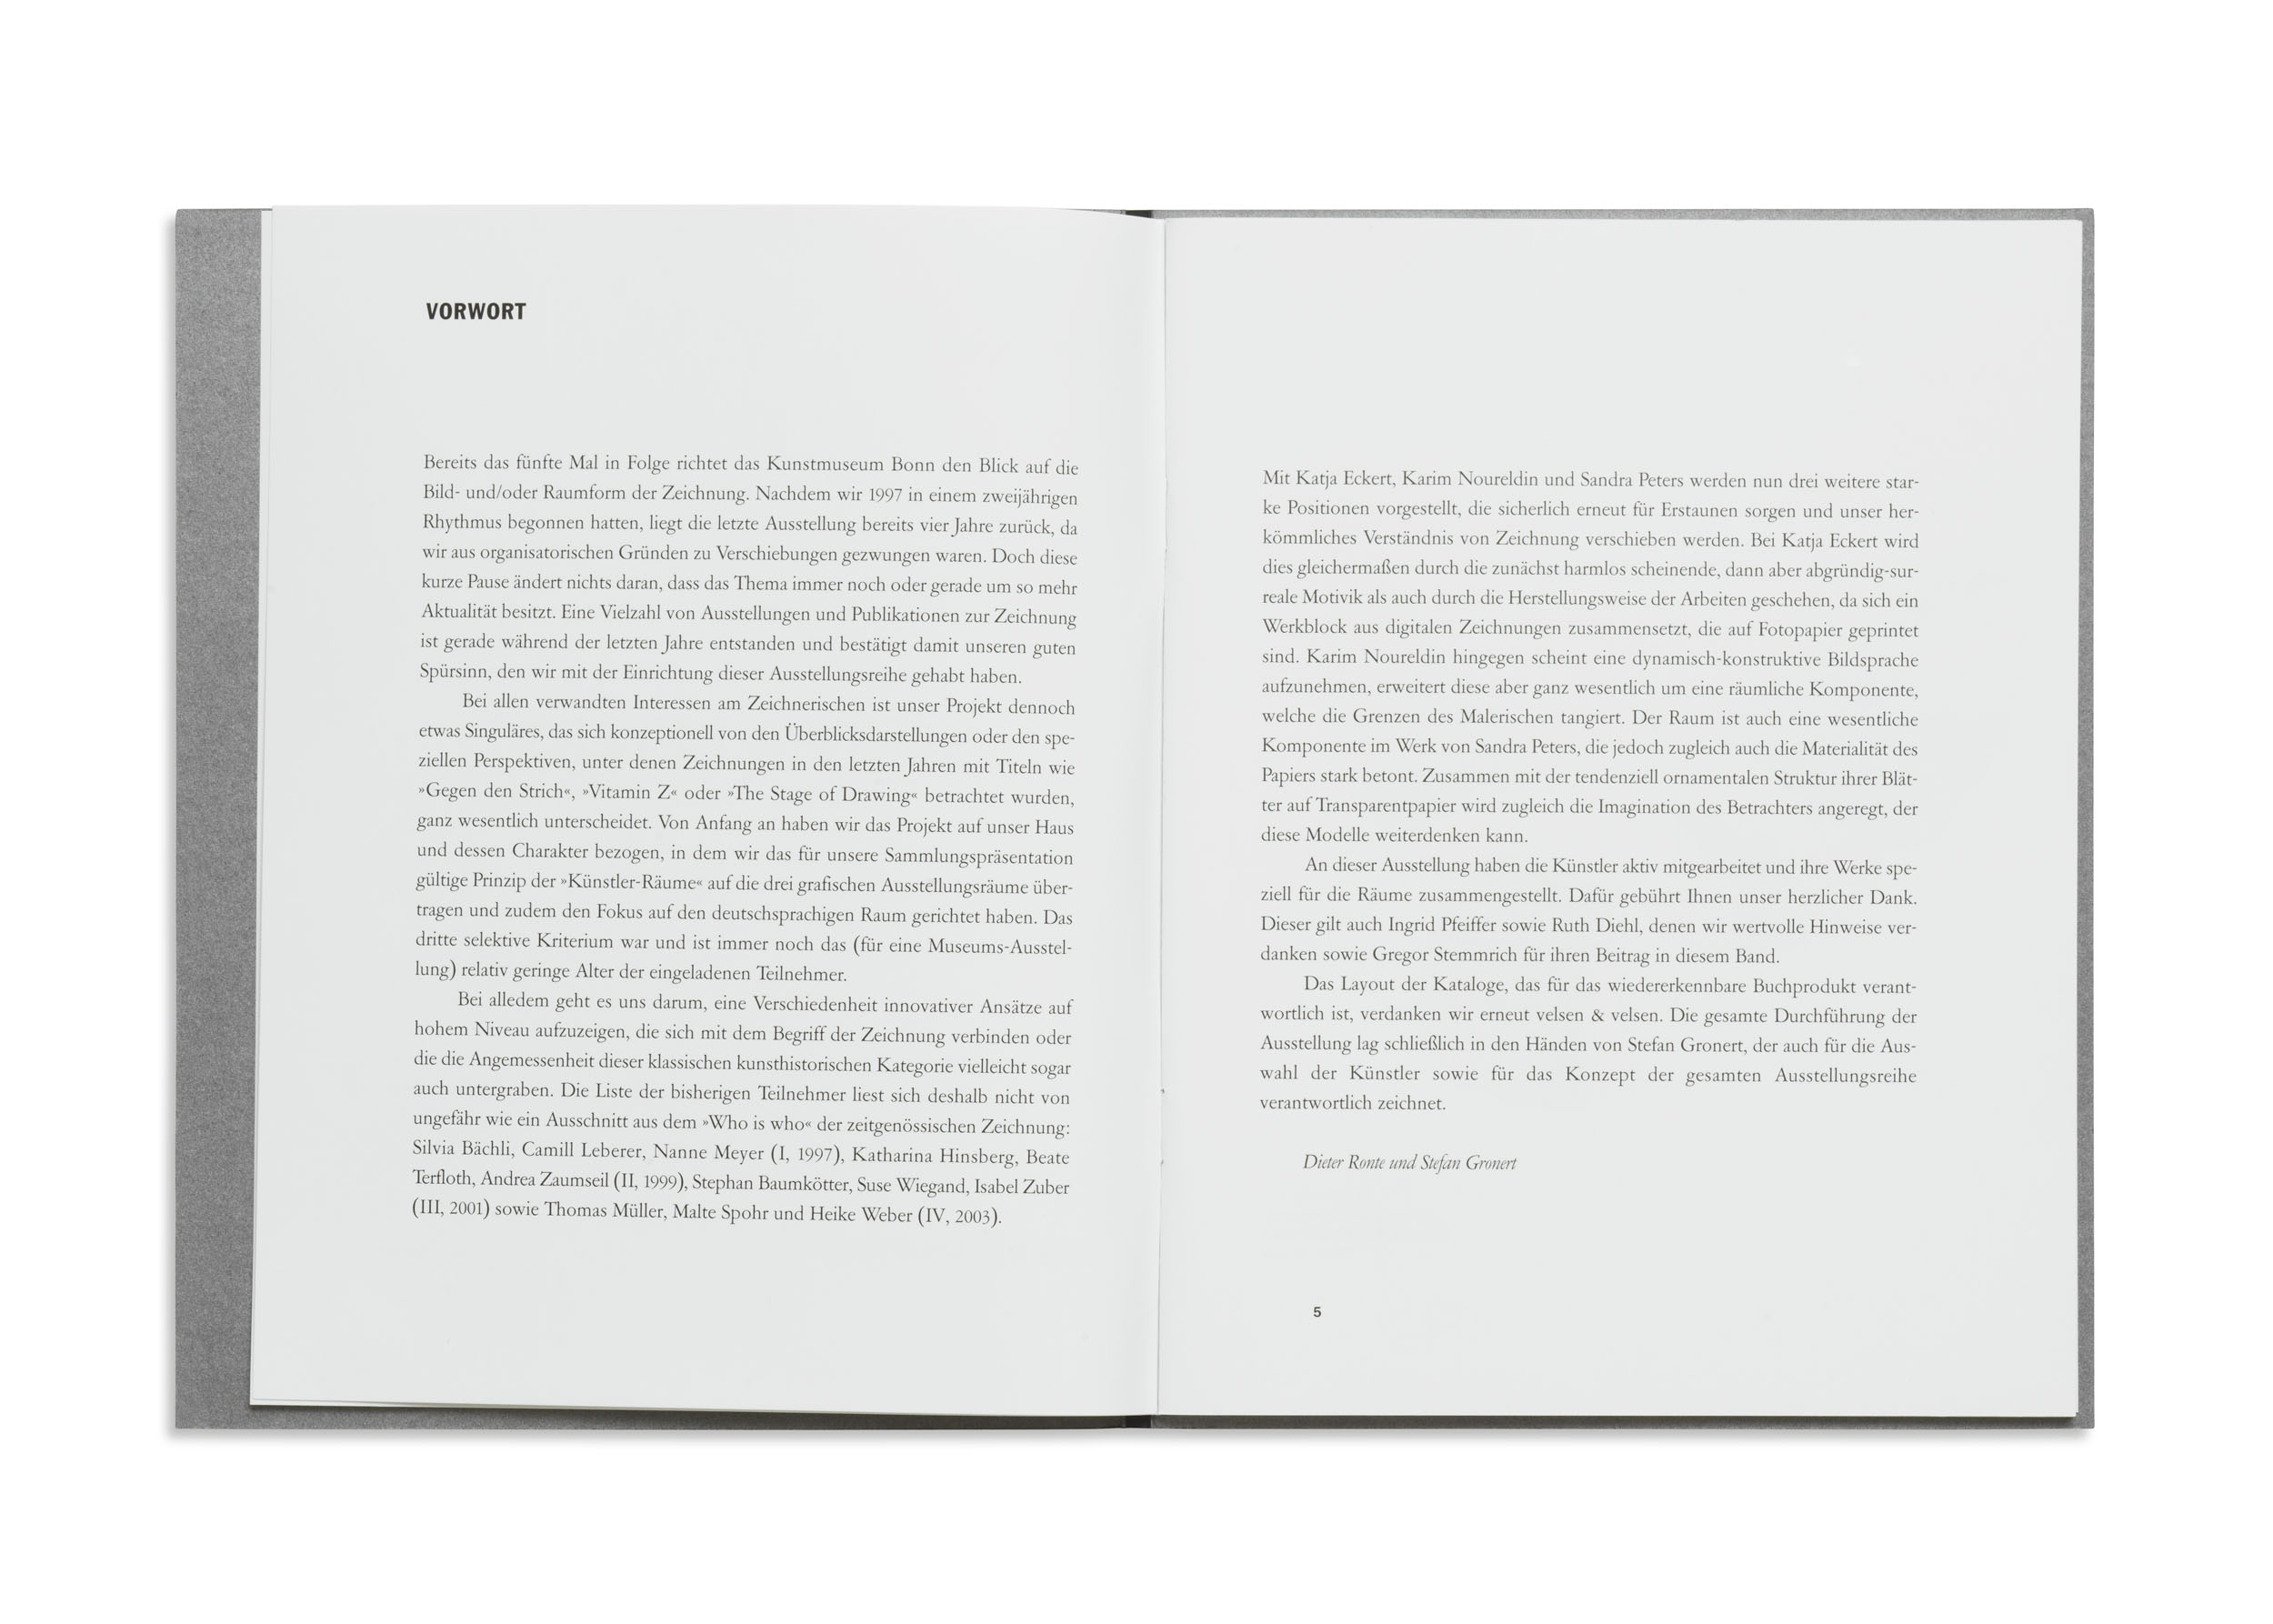 VORWORT
Bereits das fünfte Mal in Folge richtet das Kunstmuseum Bonn den Blick auf die
Bild- und/oder Raumform der Zeichnung. Nachdem wir 1997 in einem zweijährigen
Rhythmus begonnen hatten, liegt die letzte Ausstellung bereits vier Jahre zurück, da
wir aus organisatorischen Gründen zu Verschiebungen gezwungen waren. Doch diese
kurze Pause ändert nichts daran, dass das Thema immer noch oder gerade um so mehr
Aktualität besitzt. Eine Vielzahl von Ausstellungen und Publikationen zur Zeichnung
ist gerade während der letzten Jahre entstanden und bestätigt damit unseren guten
Spürsinn, den wir mit der Einrichtung dieser Ausstellungsreihe gehabt haben.
Bei allen verwandten Interessen am Zeichnerischen ist unser Projekt dennoch
etwas Singuläres, das sich konzeptionell von den Überblicksdarstellungen oder den spe-
ziellen Perspektiven, unter denen Zeichnungen in den letzten Jahren mit Titeln wie
»Gegen den Strich«, »Vitamin Z« oder »The Stage of Drawing« betrachtet wurden,
ganz wesentlich unterscheidet. Von Anfang an haben wir das Projekt auf unser Haus
und dessen Charakter bezogen, in dem wir das für unsere Sammlungspräsentation
gültige Prinzip der »Künstler-Räume« auf die drei grafischen Ausstellungsräume über-
tragen und zudem den Fokus auf den deutschsprachigen Raum gerichtet haben. Das
dritte selektive Kriterium war und ist immer noch das (für eine Museums-Ausstel-
lung) relativ geringe Alter der eingeladenen Teilnehmer.
Bei alledem geht es uns darum, eine Verschiedenheit innovativer Ansätze auf
hohem Niveau aufzuzeigen, die sich mit dem Begriff der Zeichnung verbinden oder
die die Angemessenheit dieser klassischen kunsthistorischen Kategorie vielleicht sogar
auch untergraben. Die Liste der bisherigen Teilnehmer liest sich deshalb nicht von
ungefähr wie ein Ausschnitt aus dem »Who is who« der zeitgenössischen Zeichnung:
Silvia Bächli, Camill Leberer, Nanne Meyer (I, 1997), Katharina Hinsberg, Beate
Terfloth, Andrea Zaumseil (II, 1999), Stephan Baumkötter, Suse Wiegand, Isabel Zuber
(III, 2001) sowie Thomas Müller, Malte Spohr und Heike Weber (IV, 2003).
Mit Katja Eckert, Karim Noureldin und Sandra Peters werden nun drei weitere star-
ke Positionen vorgestellt, die sicherlich erneut für Erstaunen sorgen und unser her-
kömmliches Verständnis von Zeichnung verschieben werden. Bei Katja Eckert wird
dies gleichermaßen durch die zunächst harmlos scheinende, dann aber abgründig-sur-
reale Motivik als auch durch die Herstellungsweise der Arbeiten geschehen, da sich ein
Werkblock aus digitalen Zeichnungen zusammensetzt, die auf Fotopapier geprintet
sind. Karim Noureldin hingegen scheint eine dynamisch-konstruktive Bildsprache
aufzunehmen, erweitert diese aber ganz wesentlich um eine räumliche Komponente,
welche die Grenzen des Malerischen tangiert. Der Raum ist auch eine wesentliche
Komponente im Werk von Sandra Peters, die jedoch zugleich auch die Materialität des
Papiers stark betont. Zusammen mit der tendenziell ornamentalen Struktur ihrer Blät-
ter auf Transparentpapier wird zugleich die Imagination des Betrachters angeregt, der
diese Modelle weiterdenken kann.
An dieser Ausstellung haben die Künstler aktiv mitgearbeitet und ihre Werke spe-
ziell für die Räume zusammengestellt. Dafür gebührt Ihnen unser herzlicher Dank.
Dieser gilt auch Ingrid Pfeiffer sowie Ruth Diehl, denen wir wertvolle Hinweise ver-
danken sowie Gregor Stemmrich für ihren Beitrag in diesem Band.
Das Layout der Kataloge, das für das wiedererkennbare Buchprodukt verant-
wortlich ist, verdanken wir erneut velsen & velsen. Die gesamte Durchführung der
Ausstellung lag schließlich in den Händen von Stefan Gronert, der auch für die Aus-
wahl der Künstler sowie für das Konzept der gesamten Ausstellungsreihe
verantwortlich zeichnet.
Dieter Ronte und Stefan Gronert
5